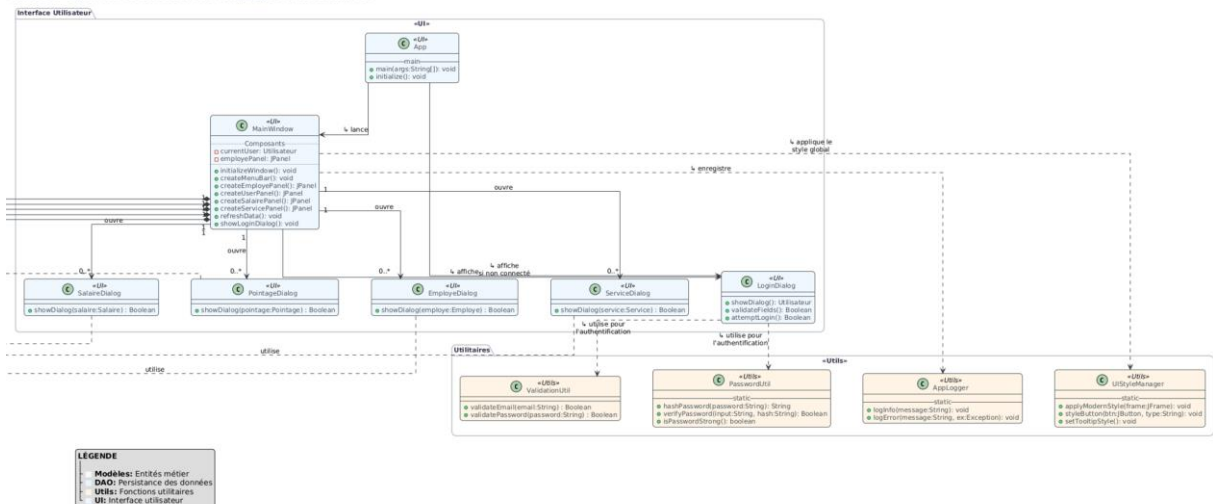 Interface Utilisateur
«UI»
C «UI»
App
main
main(args:String[]): void
initialize(): void
C «UI»
MainWindow
Composants
currentUser: Utilisateur
employePanel: JPanel
initializeWindow(): void
createMenuBar(): void
createEmployePanel(): JPanel
createUserPanel(): JPanel
createSalairePanel(): JPanel
createServicePanel(): JPanel
refreshData(): void
showLoginDialog(): void
↳ lance
↳ applique le
style global
↳ enregistre
1 ouvre
1 ouvre
ouvre
1
1
ouvre
↳ affiche
↳ affiche
si non connecté
0..*
0..*
0..*
0..*
C «UI»
SalaireDialog
showDialog(salaire:Salaire) : Boolean
C «UI»
PointageDialog
showDialog(pointage:Pointage) : Boolean
C «UI»
EmployeDialog
showDialog(employe:Employe) : Boolean
C «UI»
ServiceDialog
showDialog(service:Service) : Boolean
C «UI»
LoginDialog
showDialog(): Utilisateur
validateFields(): Boolean
attemptLogin(): Boolean
↳ utilise pour
l'authentification
↳ utilise pour
l'authentification
utilise
utilise
Utilitaires
«Utils»
C «Utils»
ValidationUtil
validateEmail(email:String) : Boolean
validatePassword(password:String) : Boolean
C «Utils»
PasswordUtil
static
hashPassword(password:String): String
verifyPassword(input:String, hash:String): Boolean
isPasswordStrong(): boolean
C «Utils»
AppLogger
static
logInfo(message:String): void
logError(message:String, ex:Exception): void
C «Utils»
UIStyleManager
static
applyModernStyle(frame:JFrame): void
styleButton(btn:JButton, type:String): void
setTooltipStyle(): void
LÉGENDE
Modèles: Entités métier
DAO: Persistance des données
Utils: Fonctions utilitaires
UI: Interface utilisateur